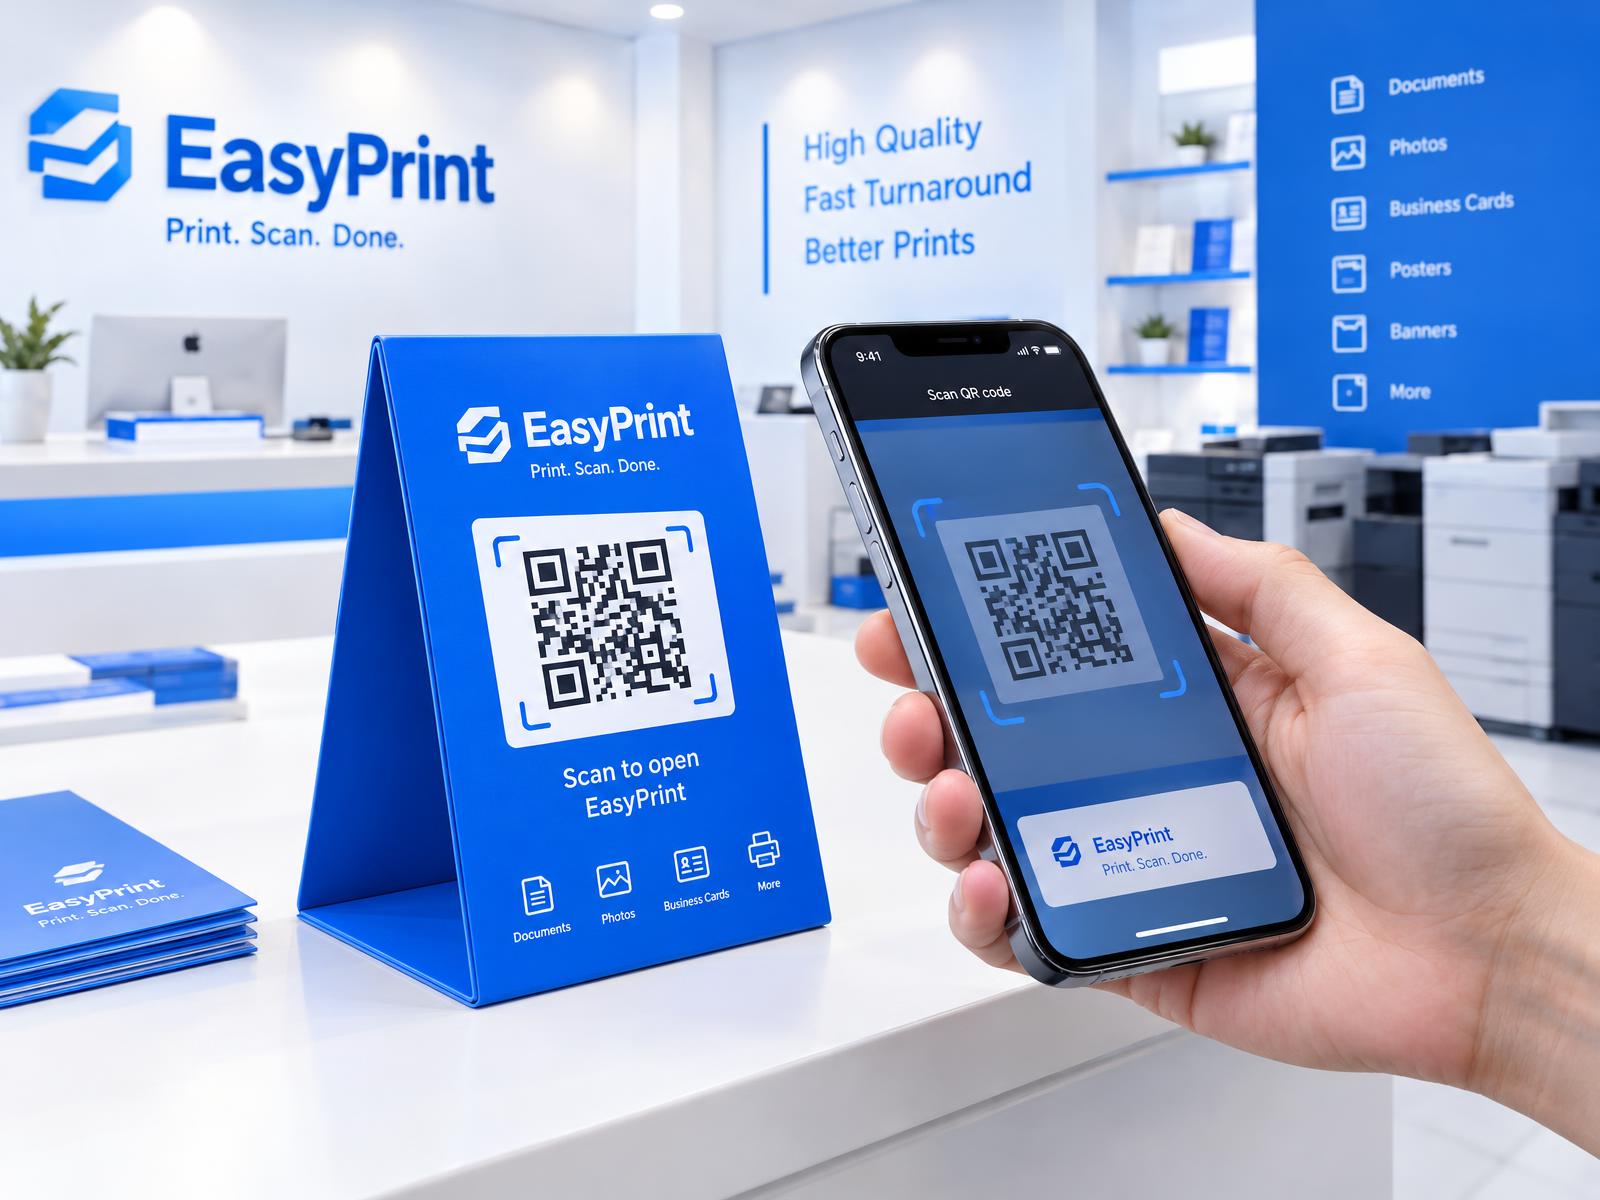 EasyPrint
Print. Scan. Done.
High Quality
Fast Turnaround
Better Prints
Documents
Photos
Business Cards
Posters
Banners
More
EasyPrint
Print. Scan. Done.
Scan to open
EasyPrint
Documents
Photos
Business Cards
More
9:41
Scan QR code
EasyPrint
Print. Scan. Done.
EasyPrint
Print. Scan. Done.